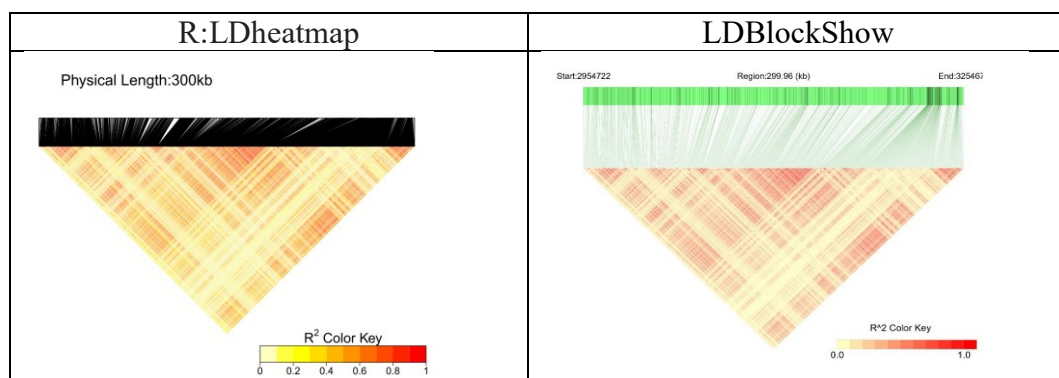 R:LDheatmap
LDBlockShow
Physical Length:300kb
Start:2954722 Region:299.96 (kb) End:325467
R² Color Key
0 0.2 0.4 0.6 0.8 1
R^2 Color Key
0.0 1.0